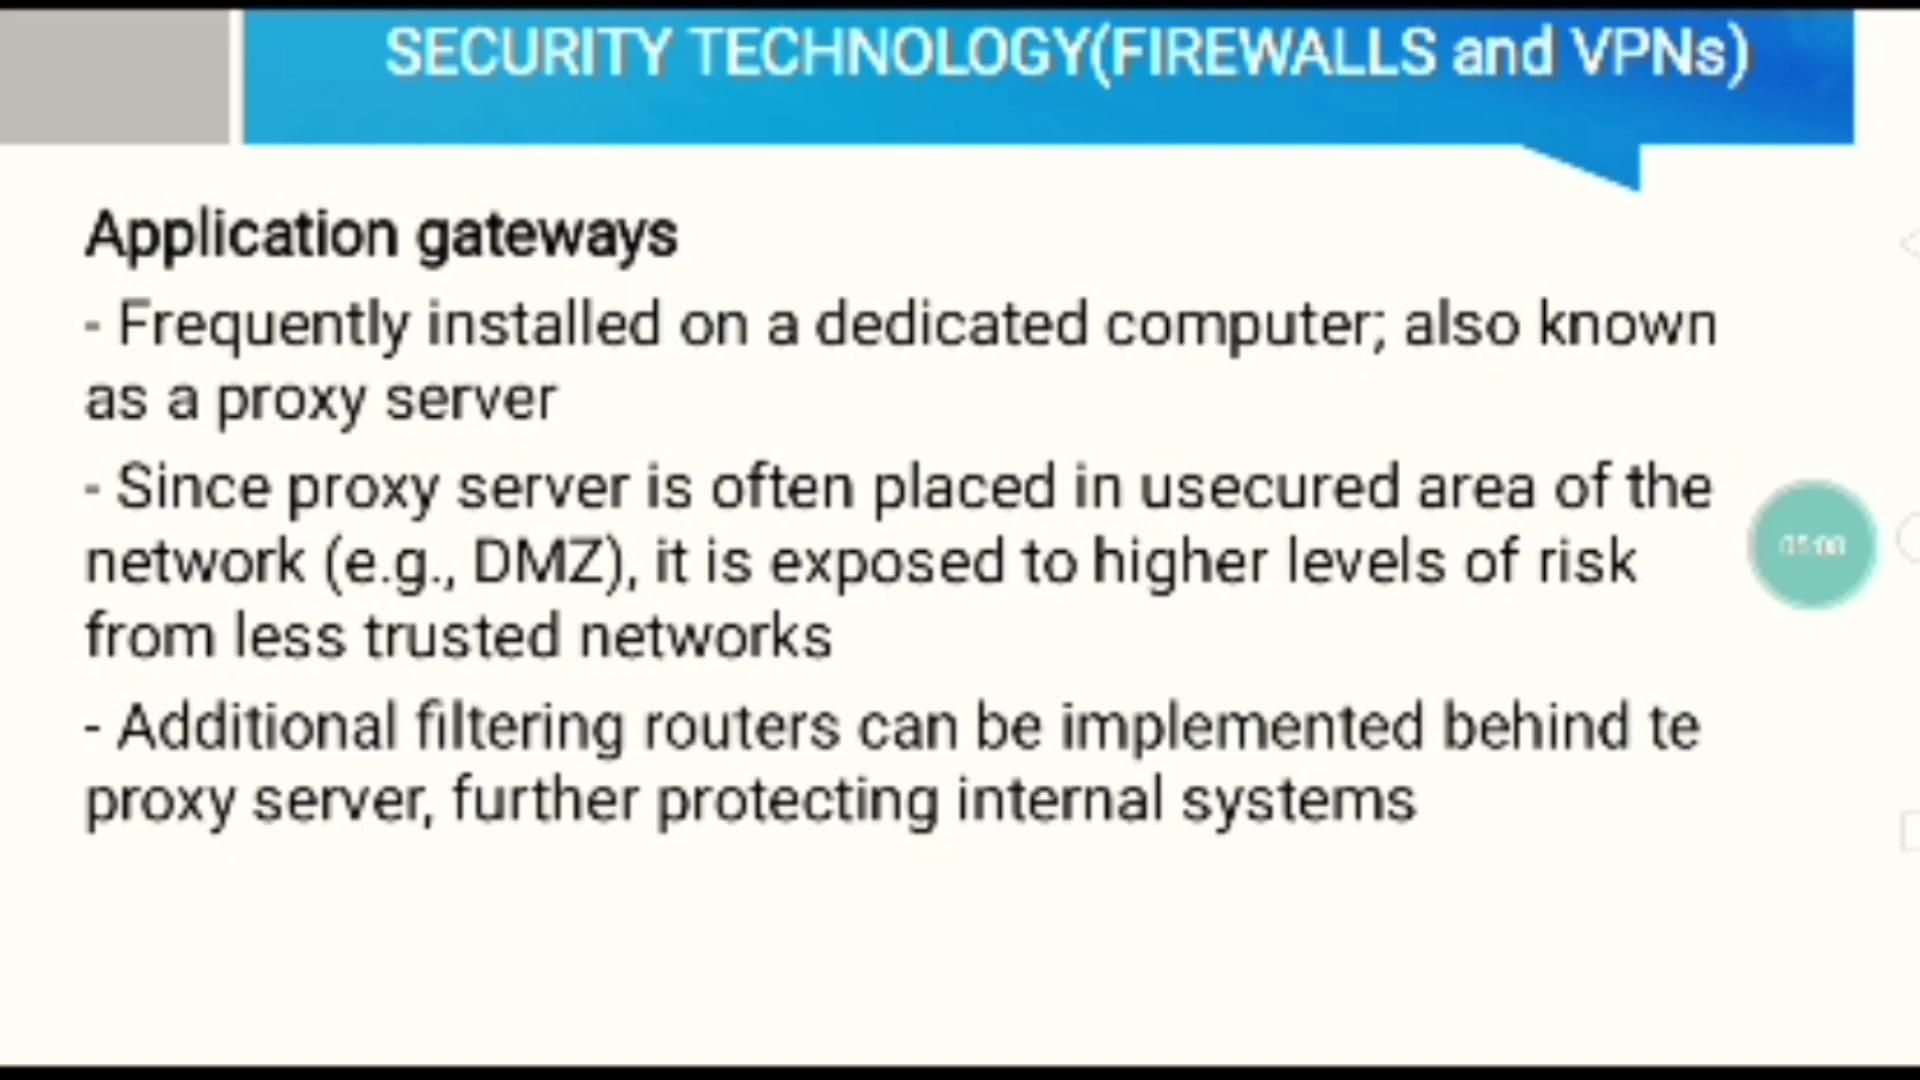 SECURITY TECHNOLOGY(FIREWALLS and VPNs)
Application gateways
- Frequently installed on a dedicated computer; also known
as a proxy server
- Since proxy server is often placed in usecured area of the
network (e.g., DMZ), it is exposed to higher levels of risk
from less trusted networks
- Additional filtering routers can be implemented behind te
proxy server, further protecting internal systems
05:08